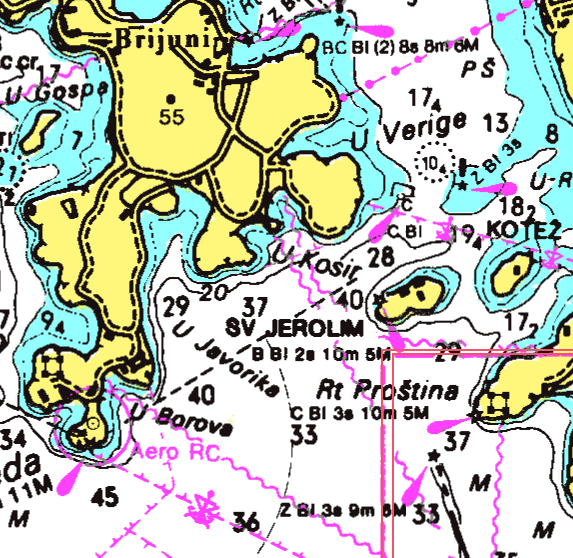 Brijuni
BC Bl (2) 8s 8m 6M
17
U Gospa
PŠ
55
17₄
Verige
13
8
7
U
10₄
Z Bl 3s
U-R
C
18₂
C Bl
19₄
KOTEŽ
U Kosir
28
20
40
29
37
9₄
SV JEROLIM
17₂
U Javorika
B Bl 2s 10m 5M
29
40
Rt Proština
U Borova
C Bl 3s 10m 5M
33
34
37
Aero RC
11M
45
M
Z Bl 3s 9m 6M
33
M
36
M